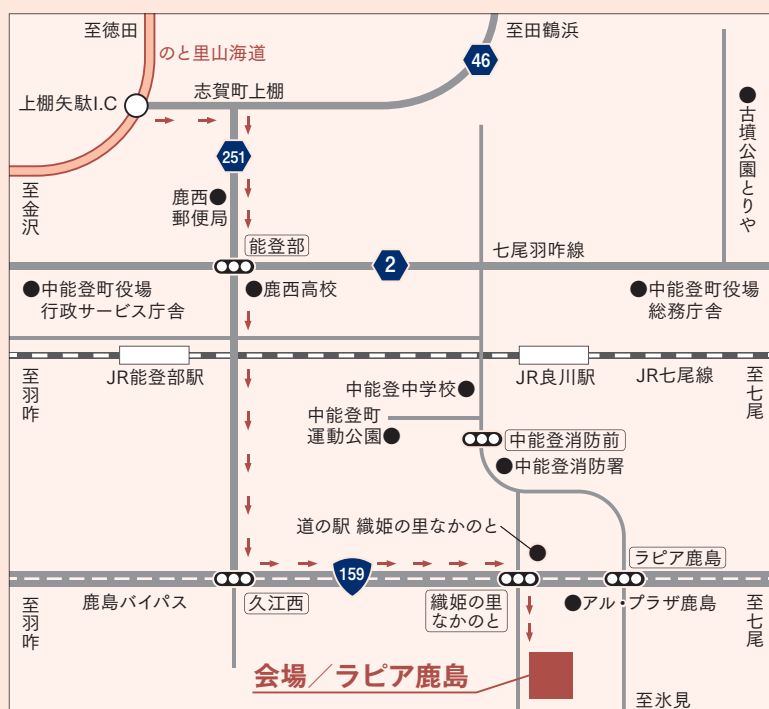 至徳田
のと里山海道
至田鶴浜
46
志賀町上棚
上棚矢駄I.C
古墳公園とりや
251
至金沢
鹿西
郵便局
能登部
七尾羽咋線
2
中能登町役場
行政サービス庁舎
鹿西高校
中能登町役場
総務庁舎
至羽咋
JR能登部駅
JR良川駅
JR七尾線
至七尾
中能登中学校
中能登町
運動公園
中能登消防前
中能登消防署
道の駅 織姫の里なかのと
ラピア鹿島
159
至羽咋
鹿島バイパス
久江西
織姫の里
なかのと
アル・プラザ鹿島
至七尾
会場／ラピア鹿島
至氷見